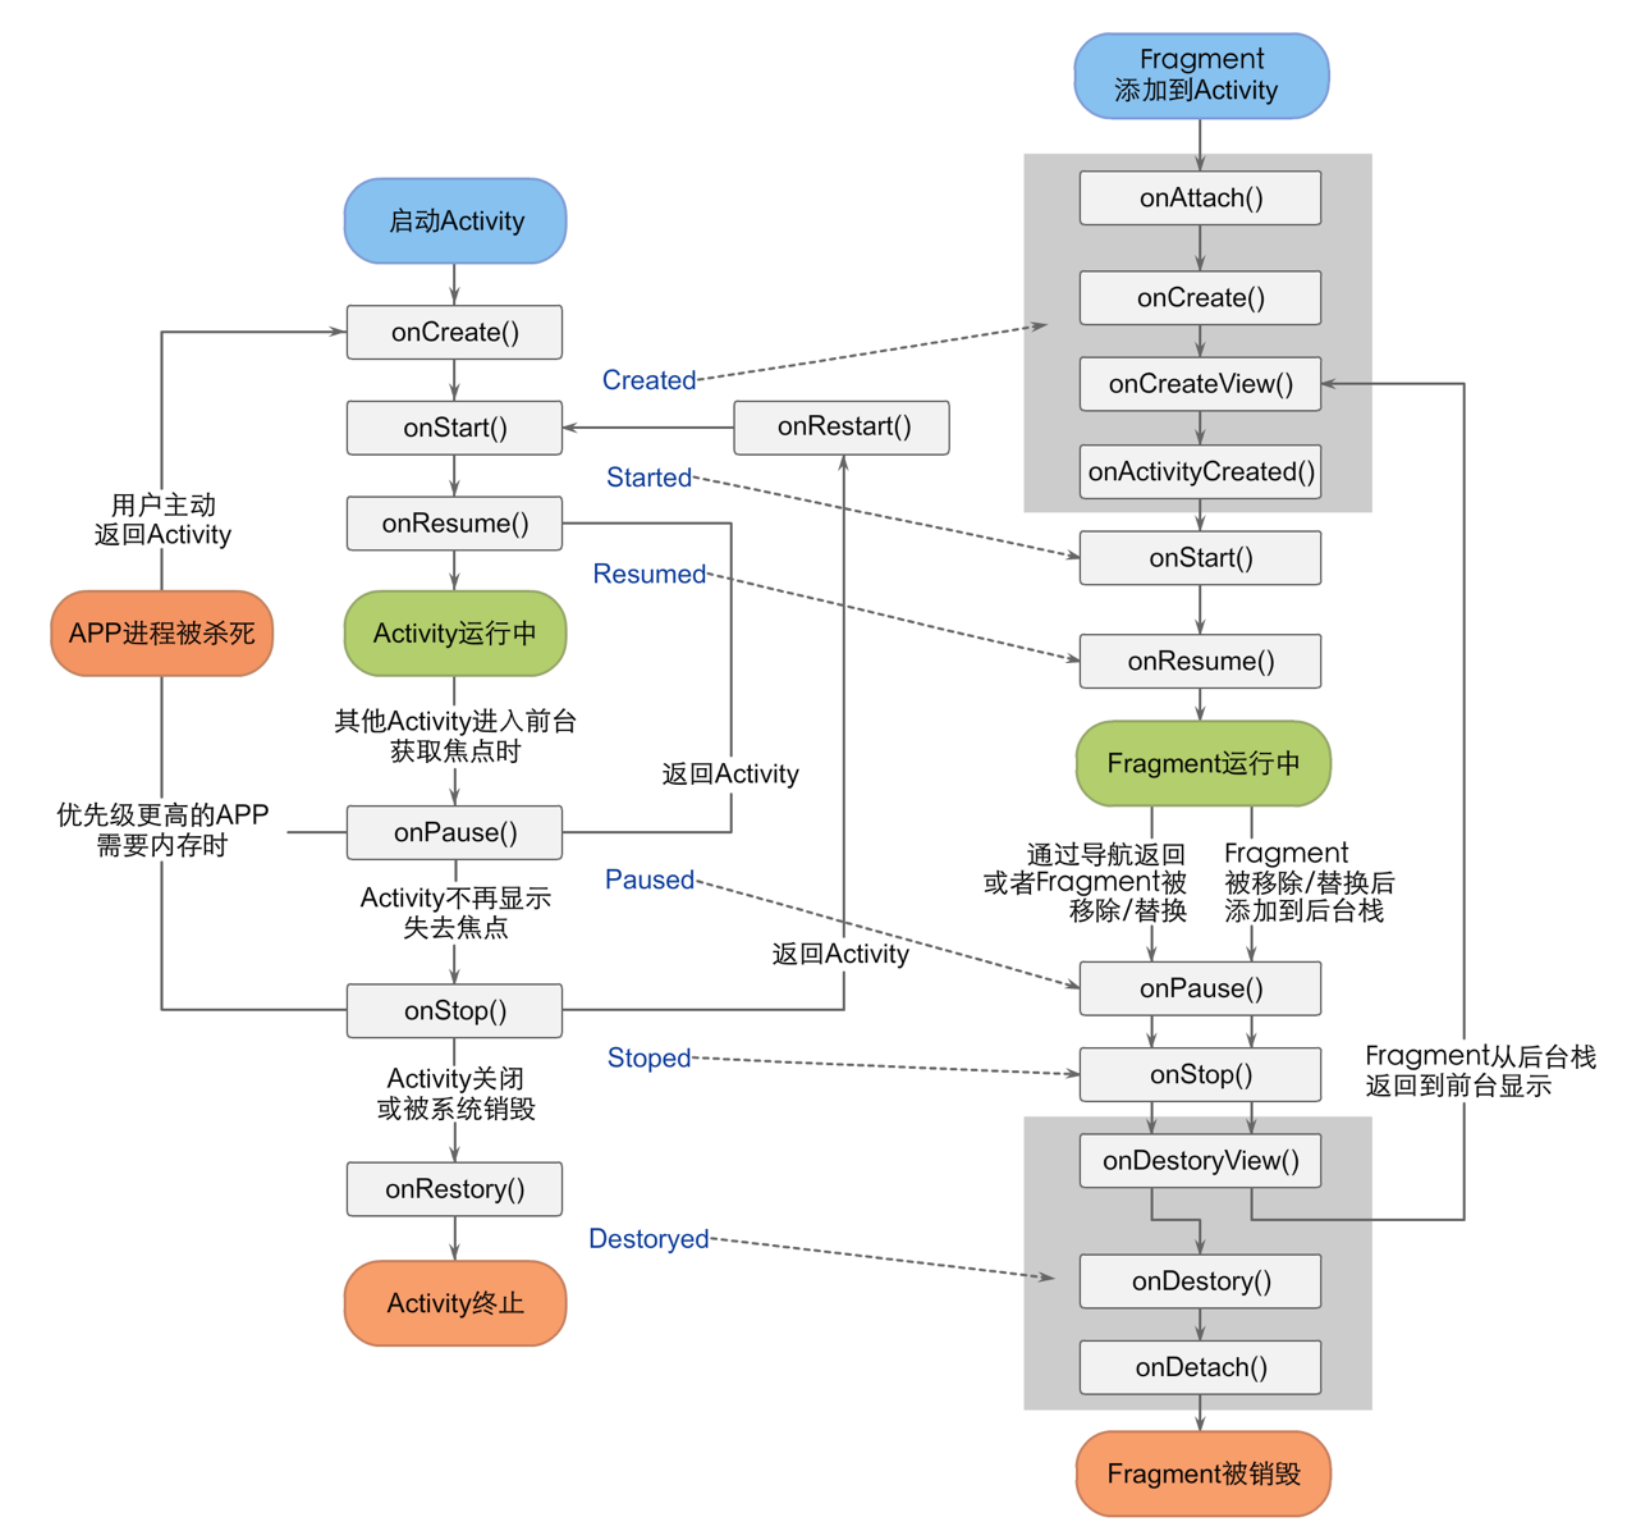 启动Activity
onCreate()
onStart()
onRestart()
onResume()
用户主动
返回Activity
APP进程被杀死
Activity运行中
其他Activity进入前台
获取焦点时
返回Activity
优先级更高的APP
需要内存时
onPause()
Activity不再显示
失去焦点
返回Activity
onStop()
Activity关闭
或被系统销毁
onRestory()
Activity终止
Created
Started
Resumed
Paused
Stoped
Destoryed
Fragment
添加到Activity
onAttach()
onCreate()
onCreateView()
onActivityCreated()
onStart()
onResume()
Fragment运行中
通过导航返回
或者Fragment被
移除/替换
Fragment
被移除/替换后
添加到后台栈
onPause()
onStop()
Fragment从后台栈
返回到前台显示
onDestoryView()
onDestory()
onDetach()
Fragment被销毁